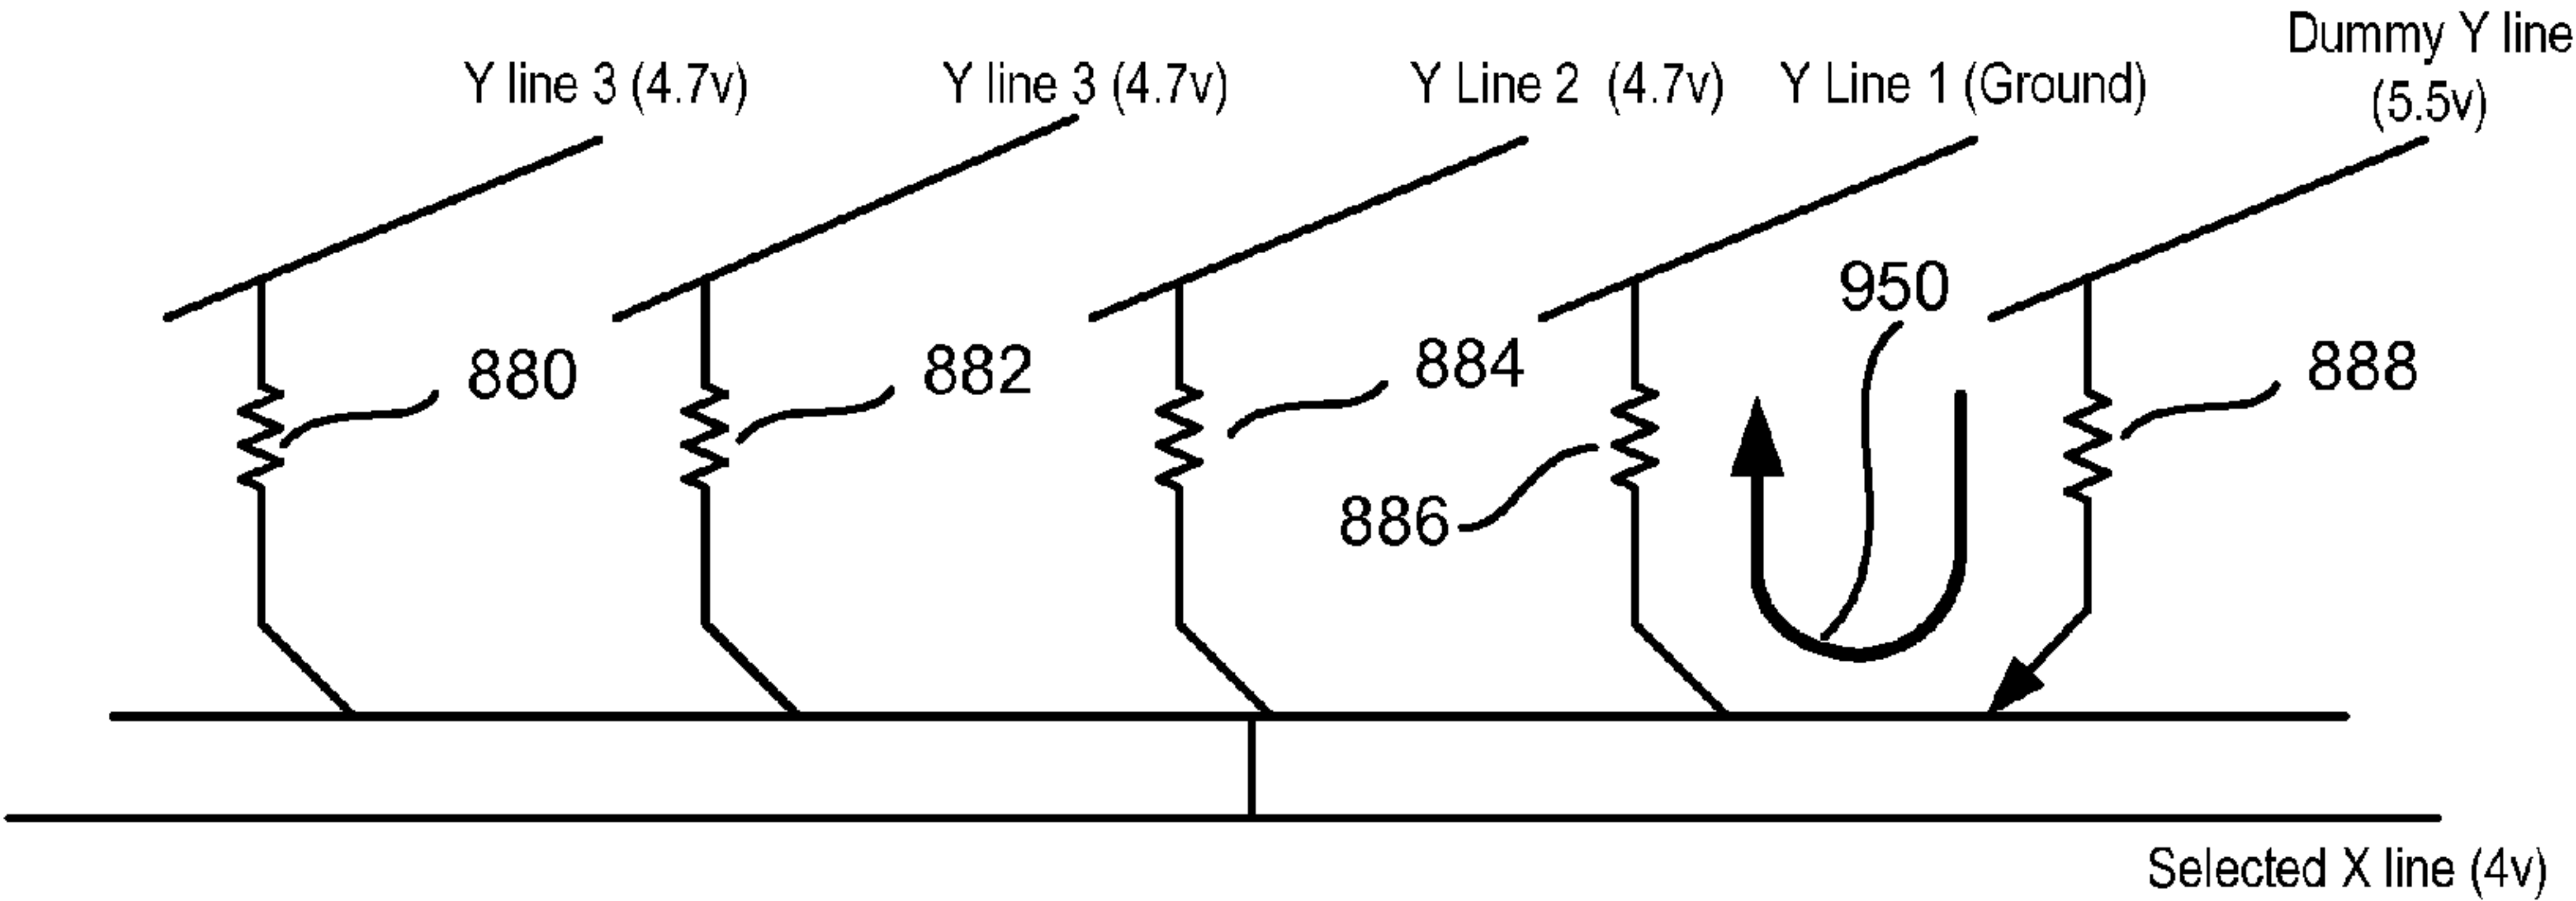 Dummy Y line
(5.5v)
Y line 3 (4.7v)
Y line 3 (4.7v)
Y Line 2 (4.7v)
Y Line 1 (Ground)
950
880
882
884
888
886
Selected X line (4v)